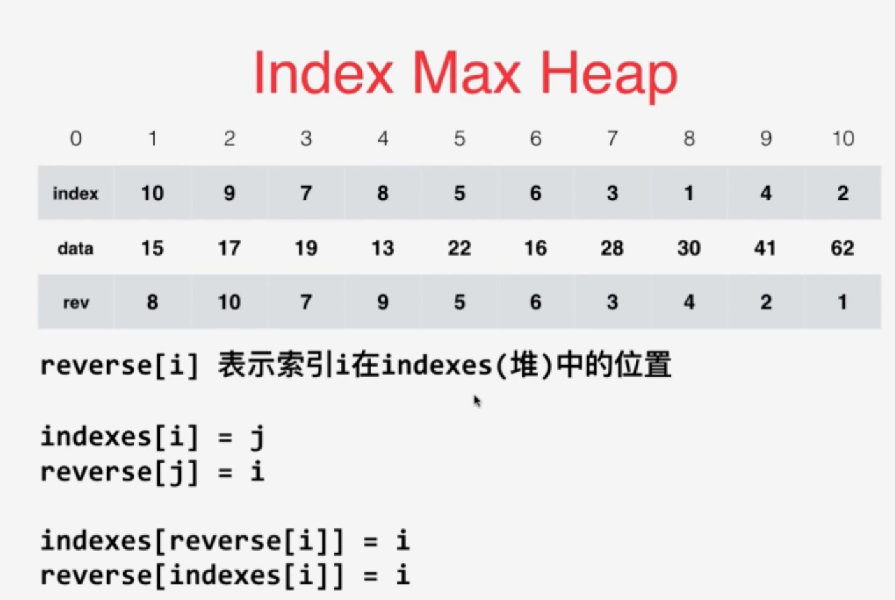 Index Max Heap
0 1 2 3 4 5 6 7 8 9 10
index 10 9 7 8 5 6 3 1 4 2
data 15 17 19 13 22 16 28 30 41 62
rev 8 10 7 9 5 6 3 4 2 1
reverse[i] 表示索引i在indexes(堆)中的位置
indexes[i] = j
reverse[j] = i
indexes[reverse[i]] = i
reverse[indexes[i]] = i